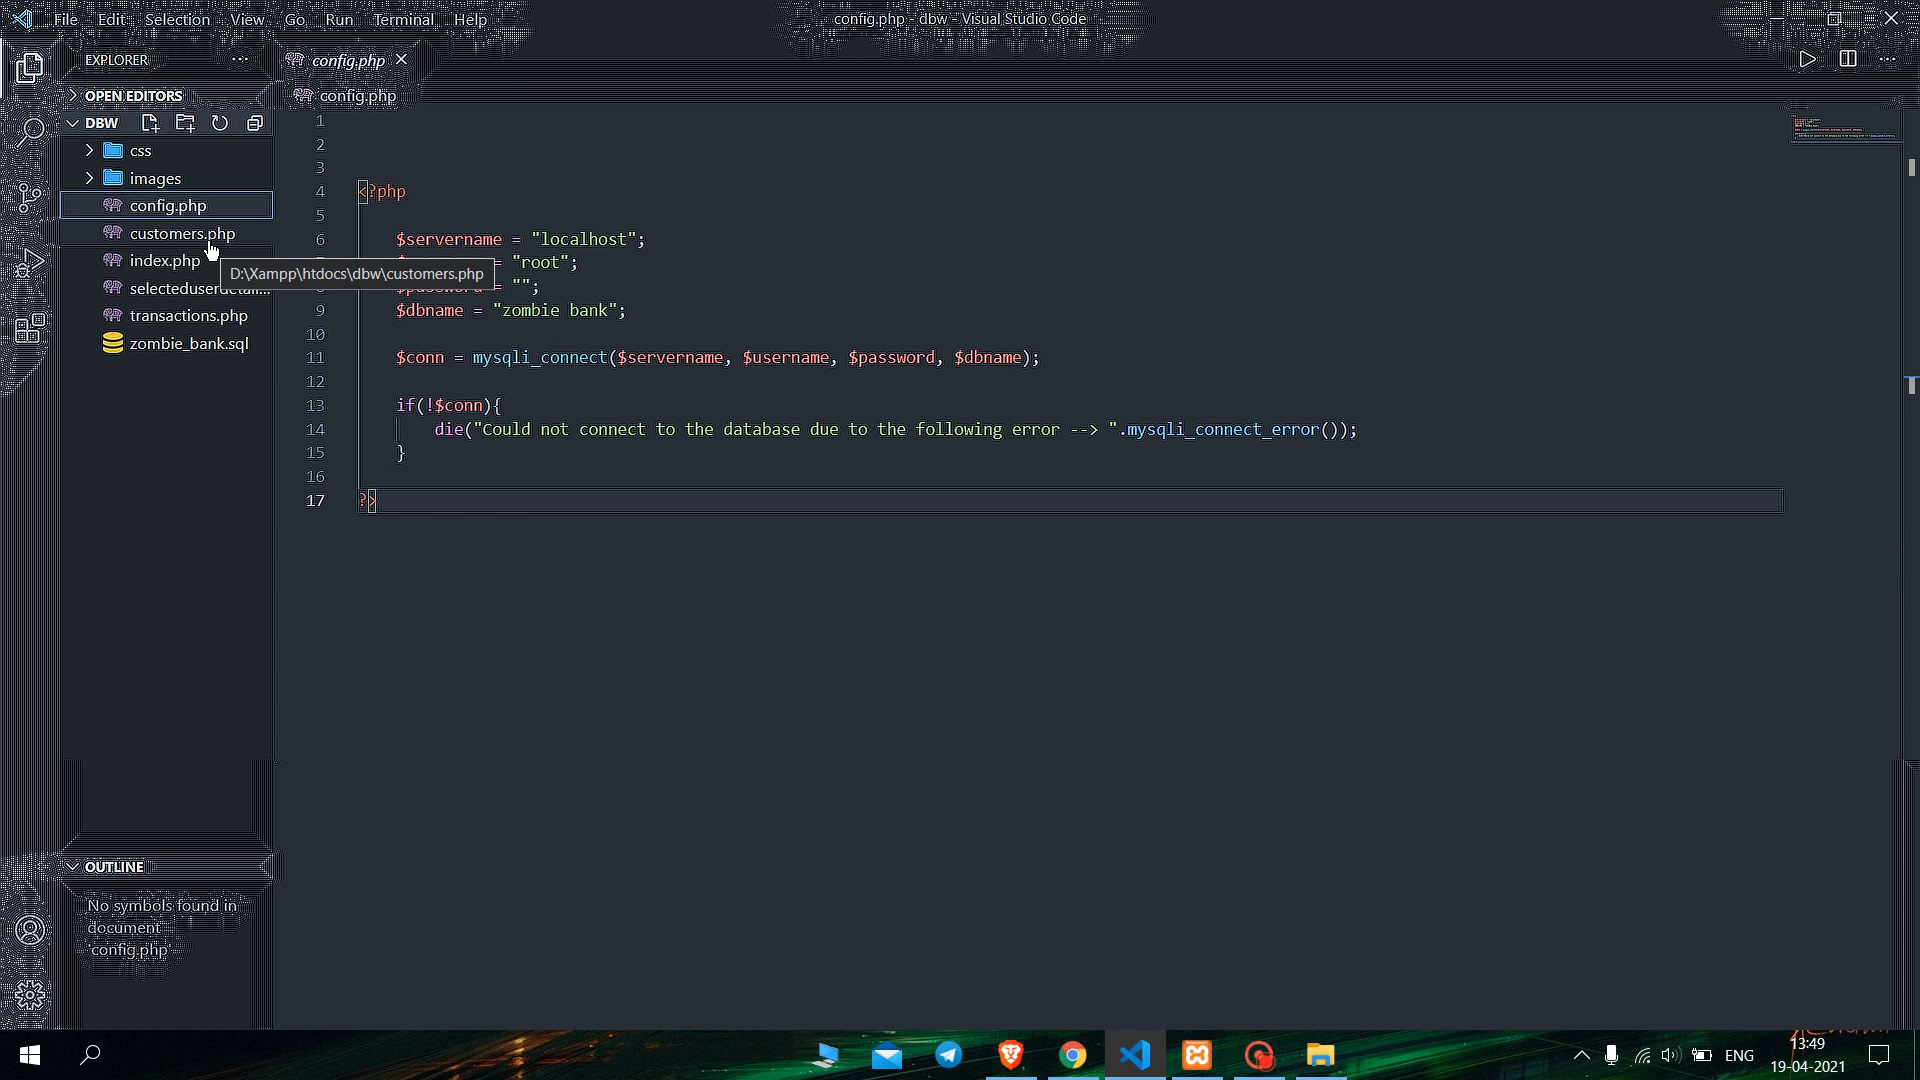 File Edit Selection View Go Run Terminal Help
config.php - dbw - Visual Studio Code
EXPLORER
OPEN EDITORS
DBW
css
images
config.php
customers.php
index.php
transactions.php
zombie_bank.sql
D:\Xampp\htdocs\dbw\customers.php
OUTLINE
No symbols found in
document
'config.php'
config.php
config.php
1
2
3
4 <?php
5
6 $servername = "localhost";
= "root";
= "";
9 $dbname = "zombie bank";
10
11 $conn = mysqli_connect($servername, $username, $password, $dbname);
12
13 if(!$conn){
14 die("Could not connect to the database due to the following error --> ".mysqli_connect_error());
15 }
16
17 ?>
ENG
13:49
19-04-2021